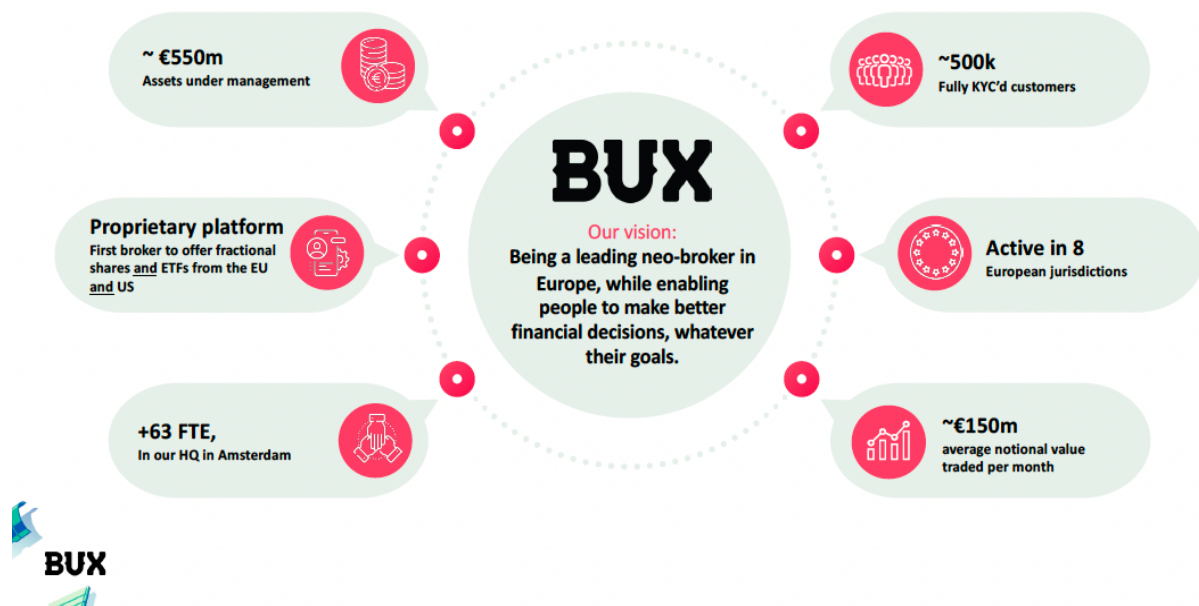 ~ €550m
Assets under management
~500k
Fully KYC’d customers
BUX
Our vision:
Being a leading neo-broker in
Europe, while enabling
people to make better
financial decisions, whatever
their goals.
Proprietary platform
First broker to offer fractional
shares and ETFs from the EU
and US
Active in 8
European jurisdictions
+63 FTE,
In our HQ in Amsterdam
~€150m
average notional value
traded per month
BUX